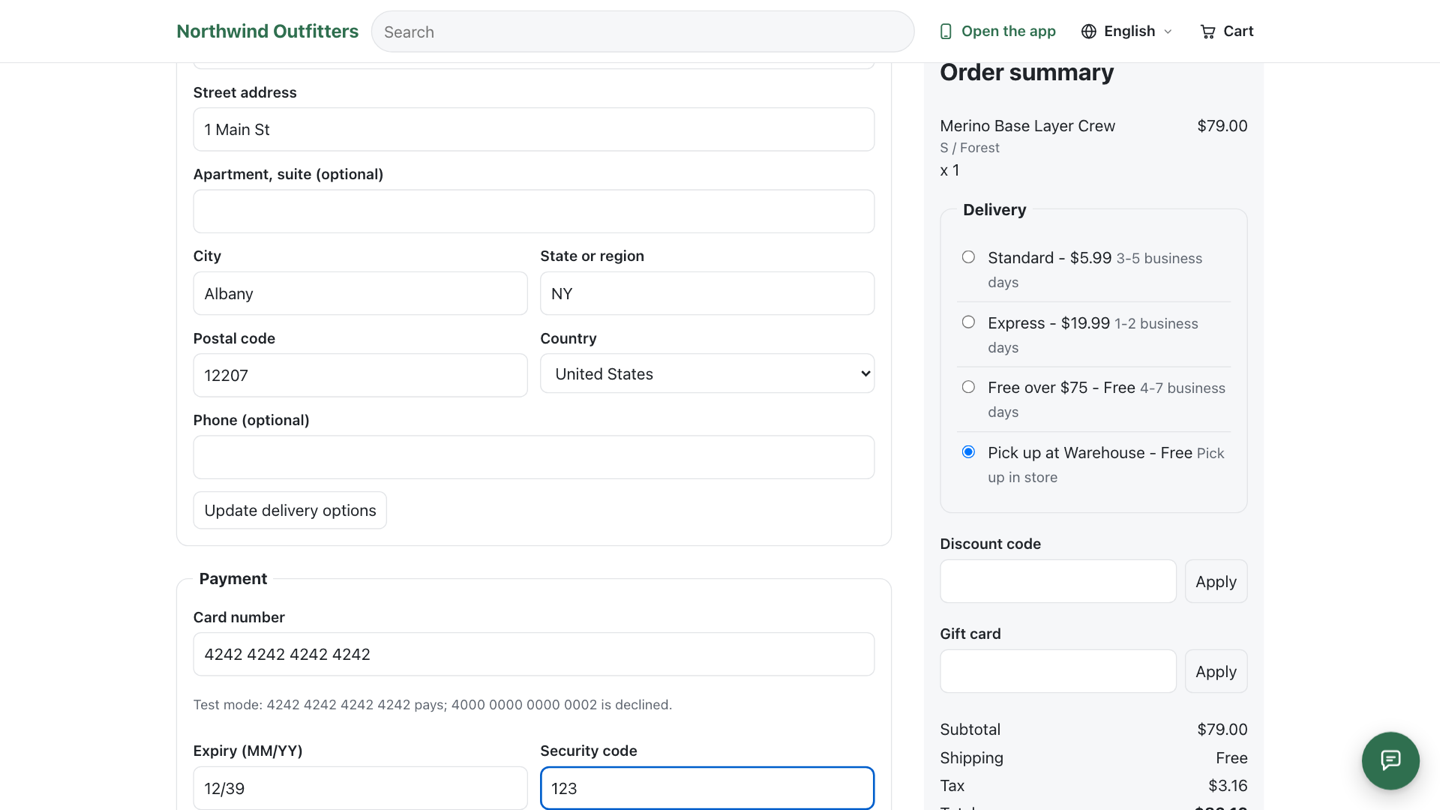 Northwind Outfitters
Search
Open the app
English
Cart
Street address
1 Main St
Apartment, suite (optional)
City
State or region
Albany
NY
Postal code
Country
12207
United States
Phone (optional)
Update delivery options
Payment
Card number
4242 4242 4242 4242
Test mode: 4242 4242 4242 4242 pays; 4000 0000 0000 0002 is declined.
Expiry (MM/YY)
Security code
12/39
123
Order summary
Merino Base Layer Crew $79.00
S / Forest
x 1
Delivery
Standard - $5.99 3-5 business
days
Express - $19.99 1-2 business
days
Free over $75 - Free 4-7 business
days
Pick up at Warehouse - Free Pick
up in store
Discount code
Apply
Gift card
Apply
Subtotal $79.00
Shipping Free
Tax $3.16